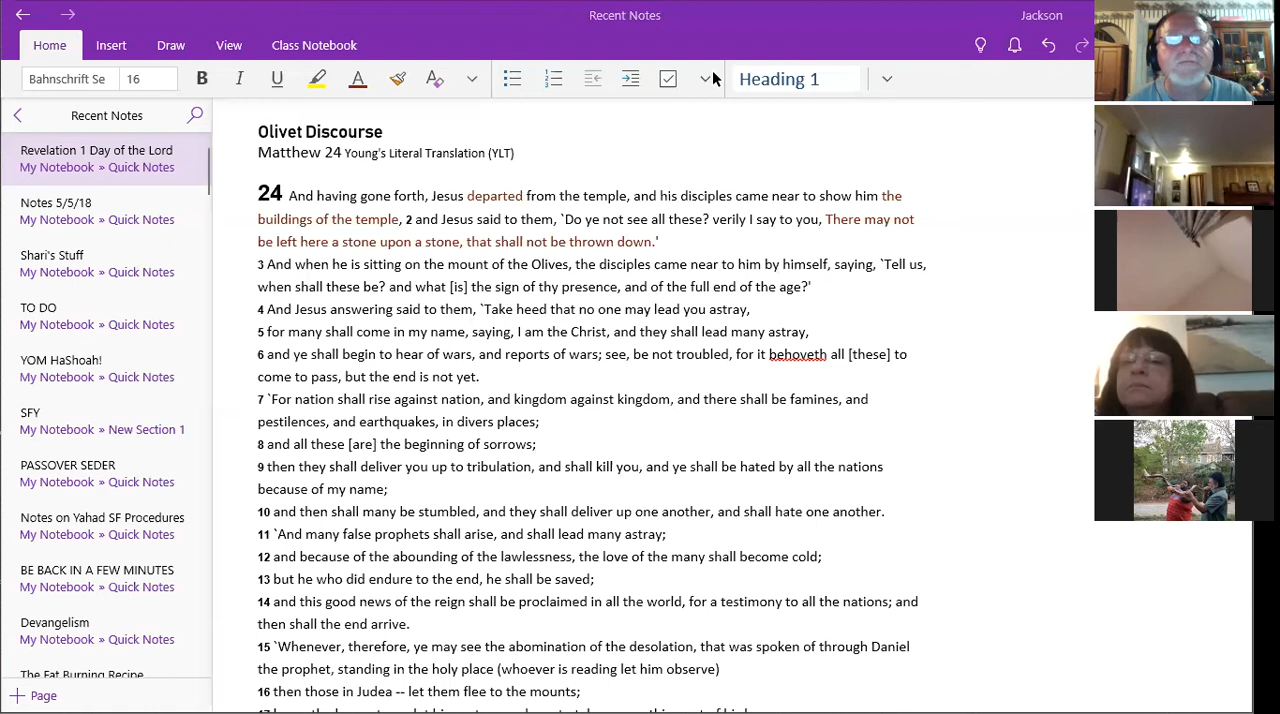 Recent Notes
Jackson
Home Insert Draw View Class Notebook
Bahnschrift Se 16 B I U A A Heading 1
Recent Notes
Revelation 1 Day of the Lord
My Notebook » Quick Notes
Notes 5/5/18
My Notebook » Quick Notes
Shari's Stuff
My Notebook » Quick Notes
TO DO
My Notebook » Quick Notes
YOM HaShoah!
My Notebook » Quick Notes
SFY
My Notebook » New Section 1
PASSOVER SEDER
My Notebook » Quick Notes
Notes on Yahad SF Procedures
My Notebook » Quick Notes
BE BACK IN A FEW MINUTES
My Notebook » Quick Notes
Devangelism
My Notebook » Quick Notes
The Fat Burning Recipe
+ Page
Olivet Discourse
Matthew 24 Young's Literal Translation (YLT)
24 And having gone forth, Jesus departed from the temple, and his disciples came near to show him the
buildings of the temple, 2 and Jesus said to them, `Do ye not see all these? verily I say to you, There may not
be left here a stone upon a stone, that shall not be thrown down.'
3 And when he is sitting on the mount of the Olives, the disciples came near to him by himself, saying, `Tell us,
when shall these be? and what [is] the sign of thy presence, and of the full end of the age?'
4 And Jesus answering said to them, `Take heed that no one may lead you astray,
5 for many shall come in my name, saying, I am the Christ, and they shall lead many astray,
6 and ye shall begin to hear of wars, and reports of wars; see, be not troubled, for it behoveth all [these] to
come to pass, but the end is not yet.
7 `For nation shall rise against nation, and kingdom against kingdom, and there shall be famines, and
pestilences, and earthquakes, in divers places;
8 and all these [are] the beginning of sorrows;
9 then they shall deliver you up to tribulation, and shall kill you, and ye shall be hated by all the nations
because of my name;
10 and then shall many be stumbled, and they shall deliver up one another, and shall hate one another.
11 `And many false prophets shall arise, and shall lead many astray;
12 and because of the abounding of the lawlessness, the love of the many shall become cold;
13 but he who did endure to the end, he shall be saved;
14 and this good news of the reign shall be proclaimed in all the world, for a testimony to all the nations; and
then shall the end arrive.
15 `Whenever, therefore, ye may see the abomination of the desolation, that was spoken of through Daniel
the prophet, standing in the holy place (whoever is reading let him observe)
16 then those in Judea -- let them flee to the mounts;